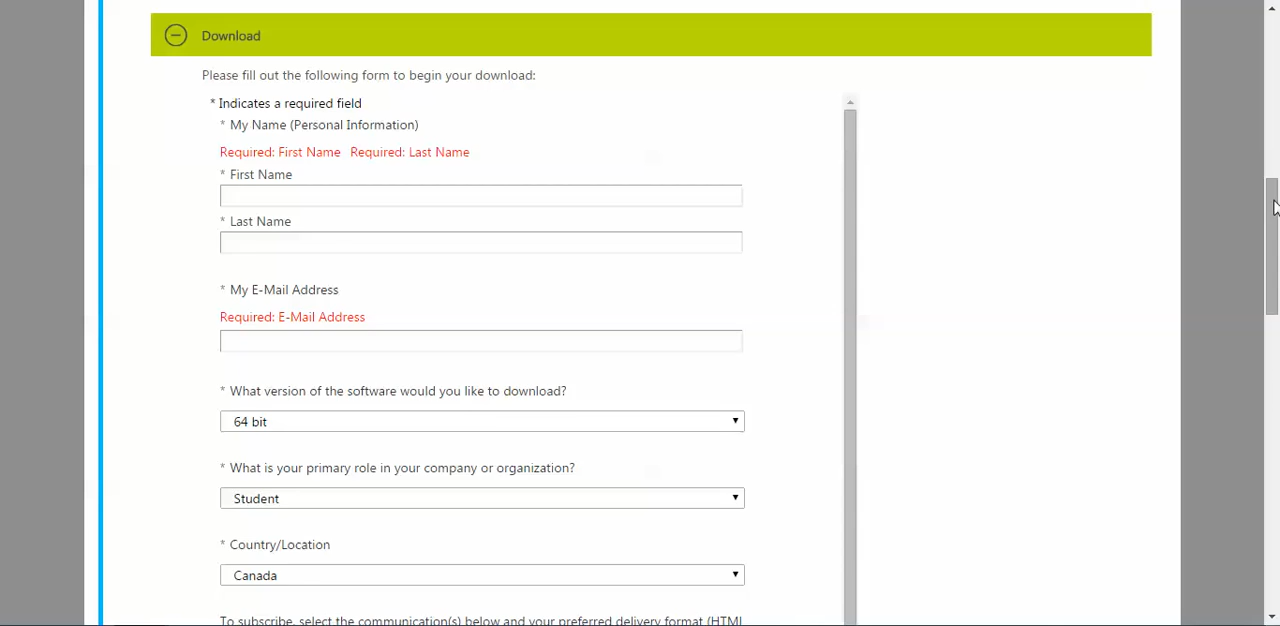 Download
Please fill out the following form to begin your download:
* Indicates a required field
* My Name (Personal Information)
Required: First Name Required: Last Name
* First Name
* Last Name
* My E-Mail Address
Required: E-Mail Address
* What version of the software would you like to download?
64 bit
* What is your primary role in your company or organization?
Student
* Country/Location
Canada
To subscribe, select the communication(s) below and your preferred delivery format (HTML